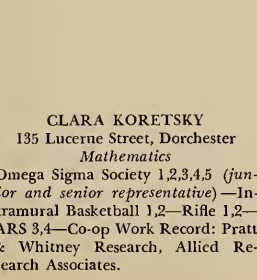 CLARA KORETSKY
135 Lucerne Street, Dorchester
Mathematics
Omega Sigma Society 1,2,3,4,5 (jun-
ior and senior representative)—In-
tramural Basketball 1,2—Rifle 1,2—
ARS 3,4—Co-op Work Record: Pratt
& Whitney Research, Allied Re-
search Associates.